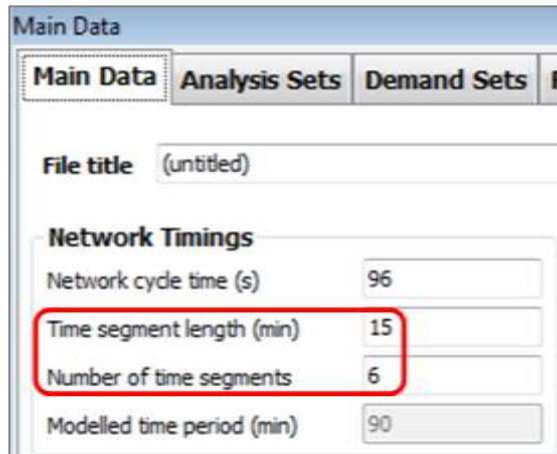 Main Data
Main Data Analysis Sets Demand Sets
File title (untitled)
Network Timings
Network cycle time (s) 96
Time segment length (min) 15
Number of time segments 6
Modelled time period (min) 90